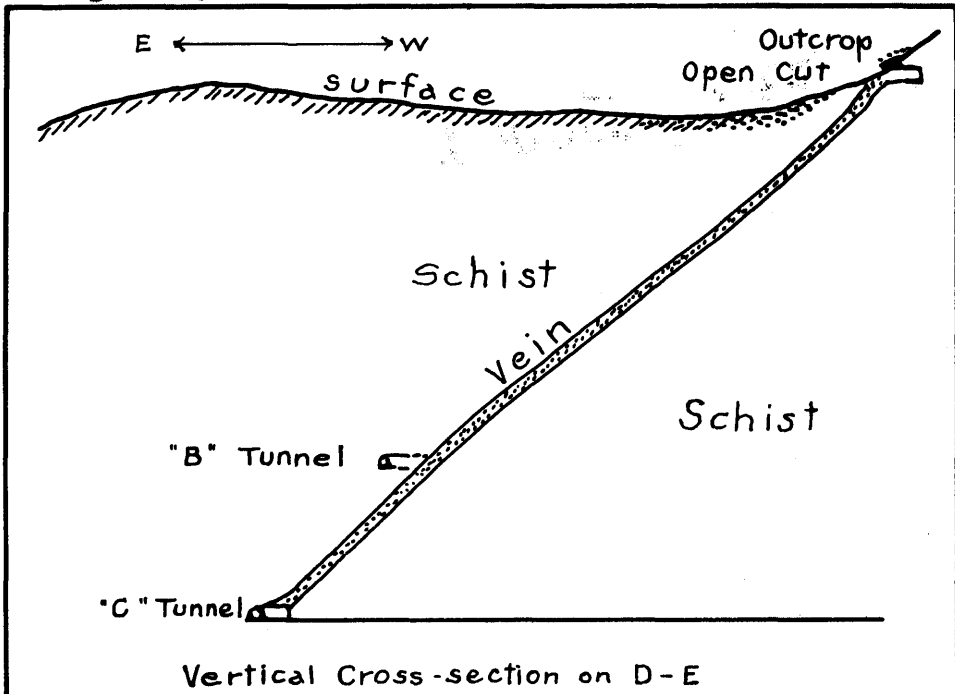 E W
Outcrop
Open Cut
surface
Schist
Vein
Schist
"B" Tunnel
"C" Tunnel
Vertical Cross-section on D-E